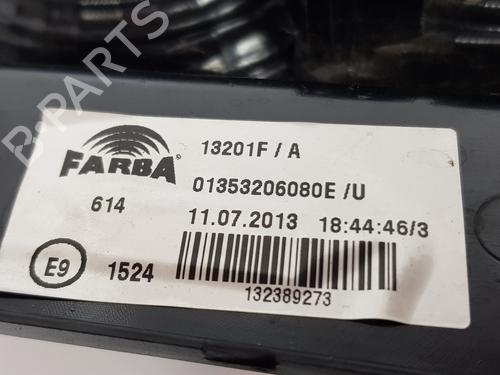 B-PARTS
FARBA®
13201F / A
01353206080E /U
614
11.07.2013 18:44:46/3
E9
1524
132389273